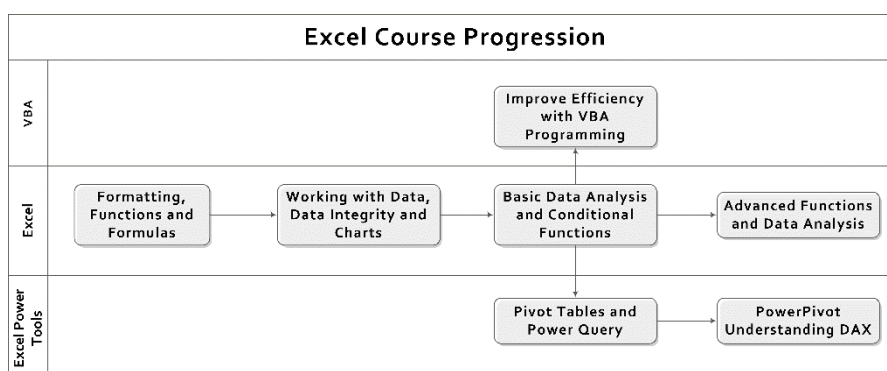 Excel Course Progression
VBA
Improve Efficiency
with VBA
Programming
Excel
Formatting,
Functions and
Formulas
Working with Data,
Data Integrity and
Charts
Basic Data Analysis
and Conditional
Functions
Advanced Functions
and Data Analysis
Excel Power
Tools
Pivot Tables and
Power Query
PowerPivot
Understanding DAX